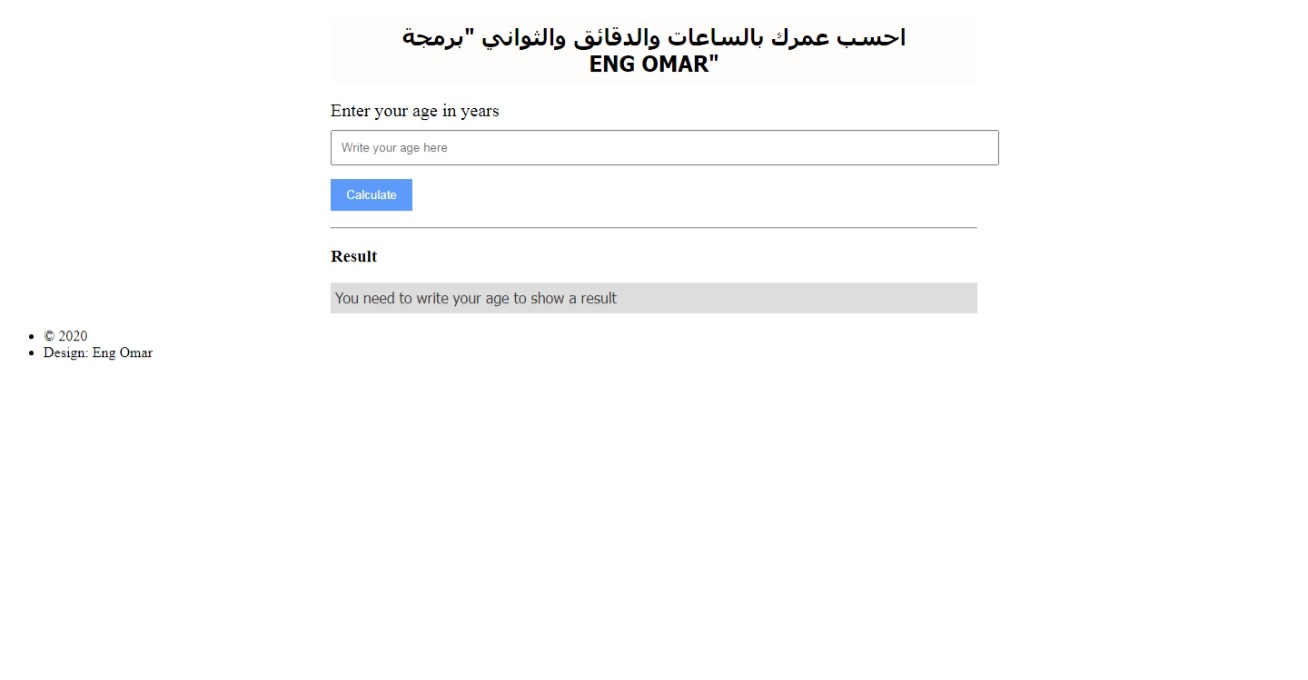 احسب عمرك بالساعات والدقائق والثواني "برمجة
ENG OMAR"
Enter your age in years
Write your age here
Calculate
Result
You need to write your age to show a result
© 2020
Design: Eng Omar